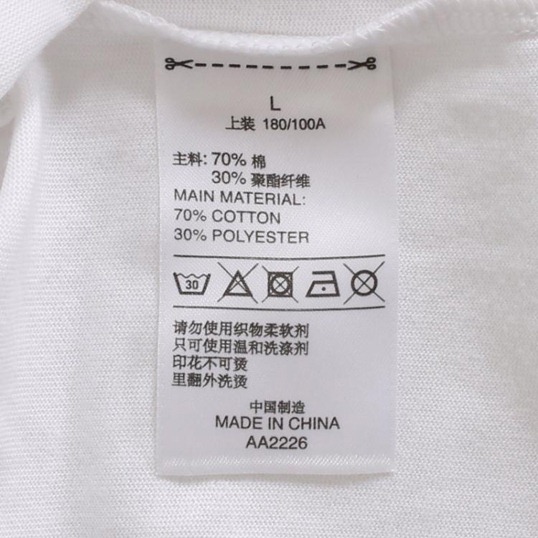 L
上装 180/100A
主料: 70% 棉
30% 聚酯纤维
MAIN MATERIAL:
70% COTTON
30% POLYESTER
30
请勿使用织物柔软剂
只可使用温和洗涤剂
印花不可烫
里翻外洗烫
中国制造
MADE IN CHINA
AA2226